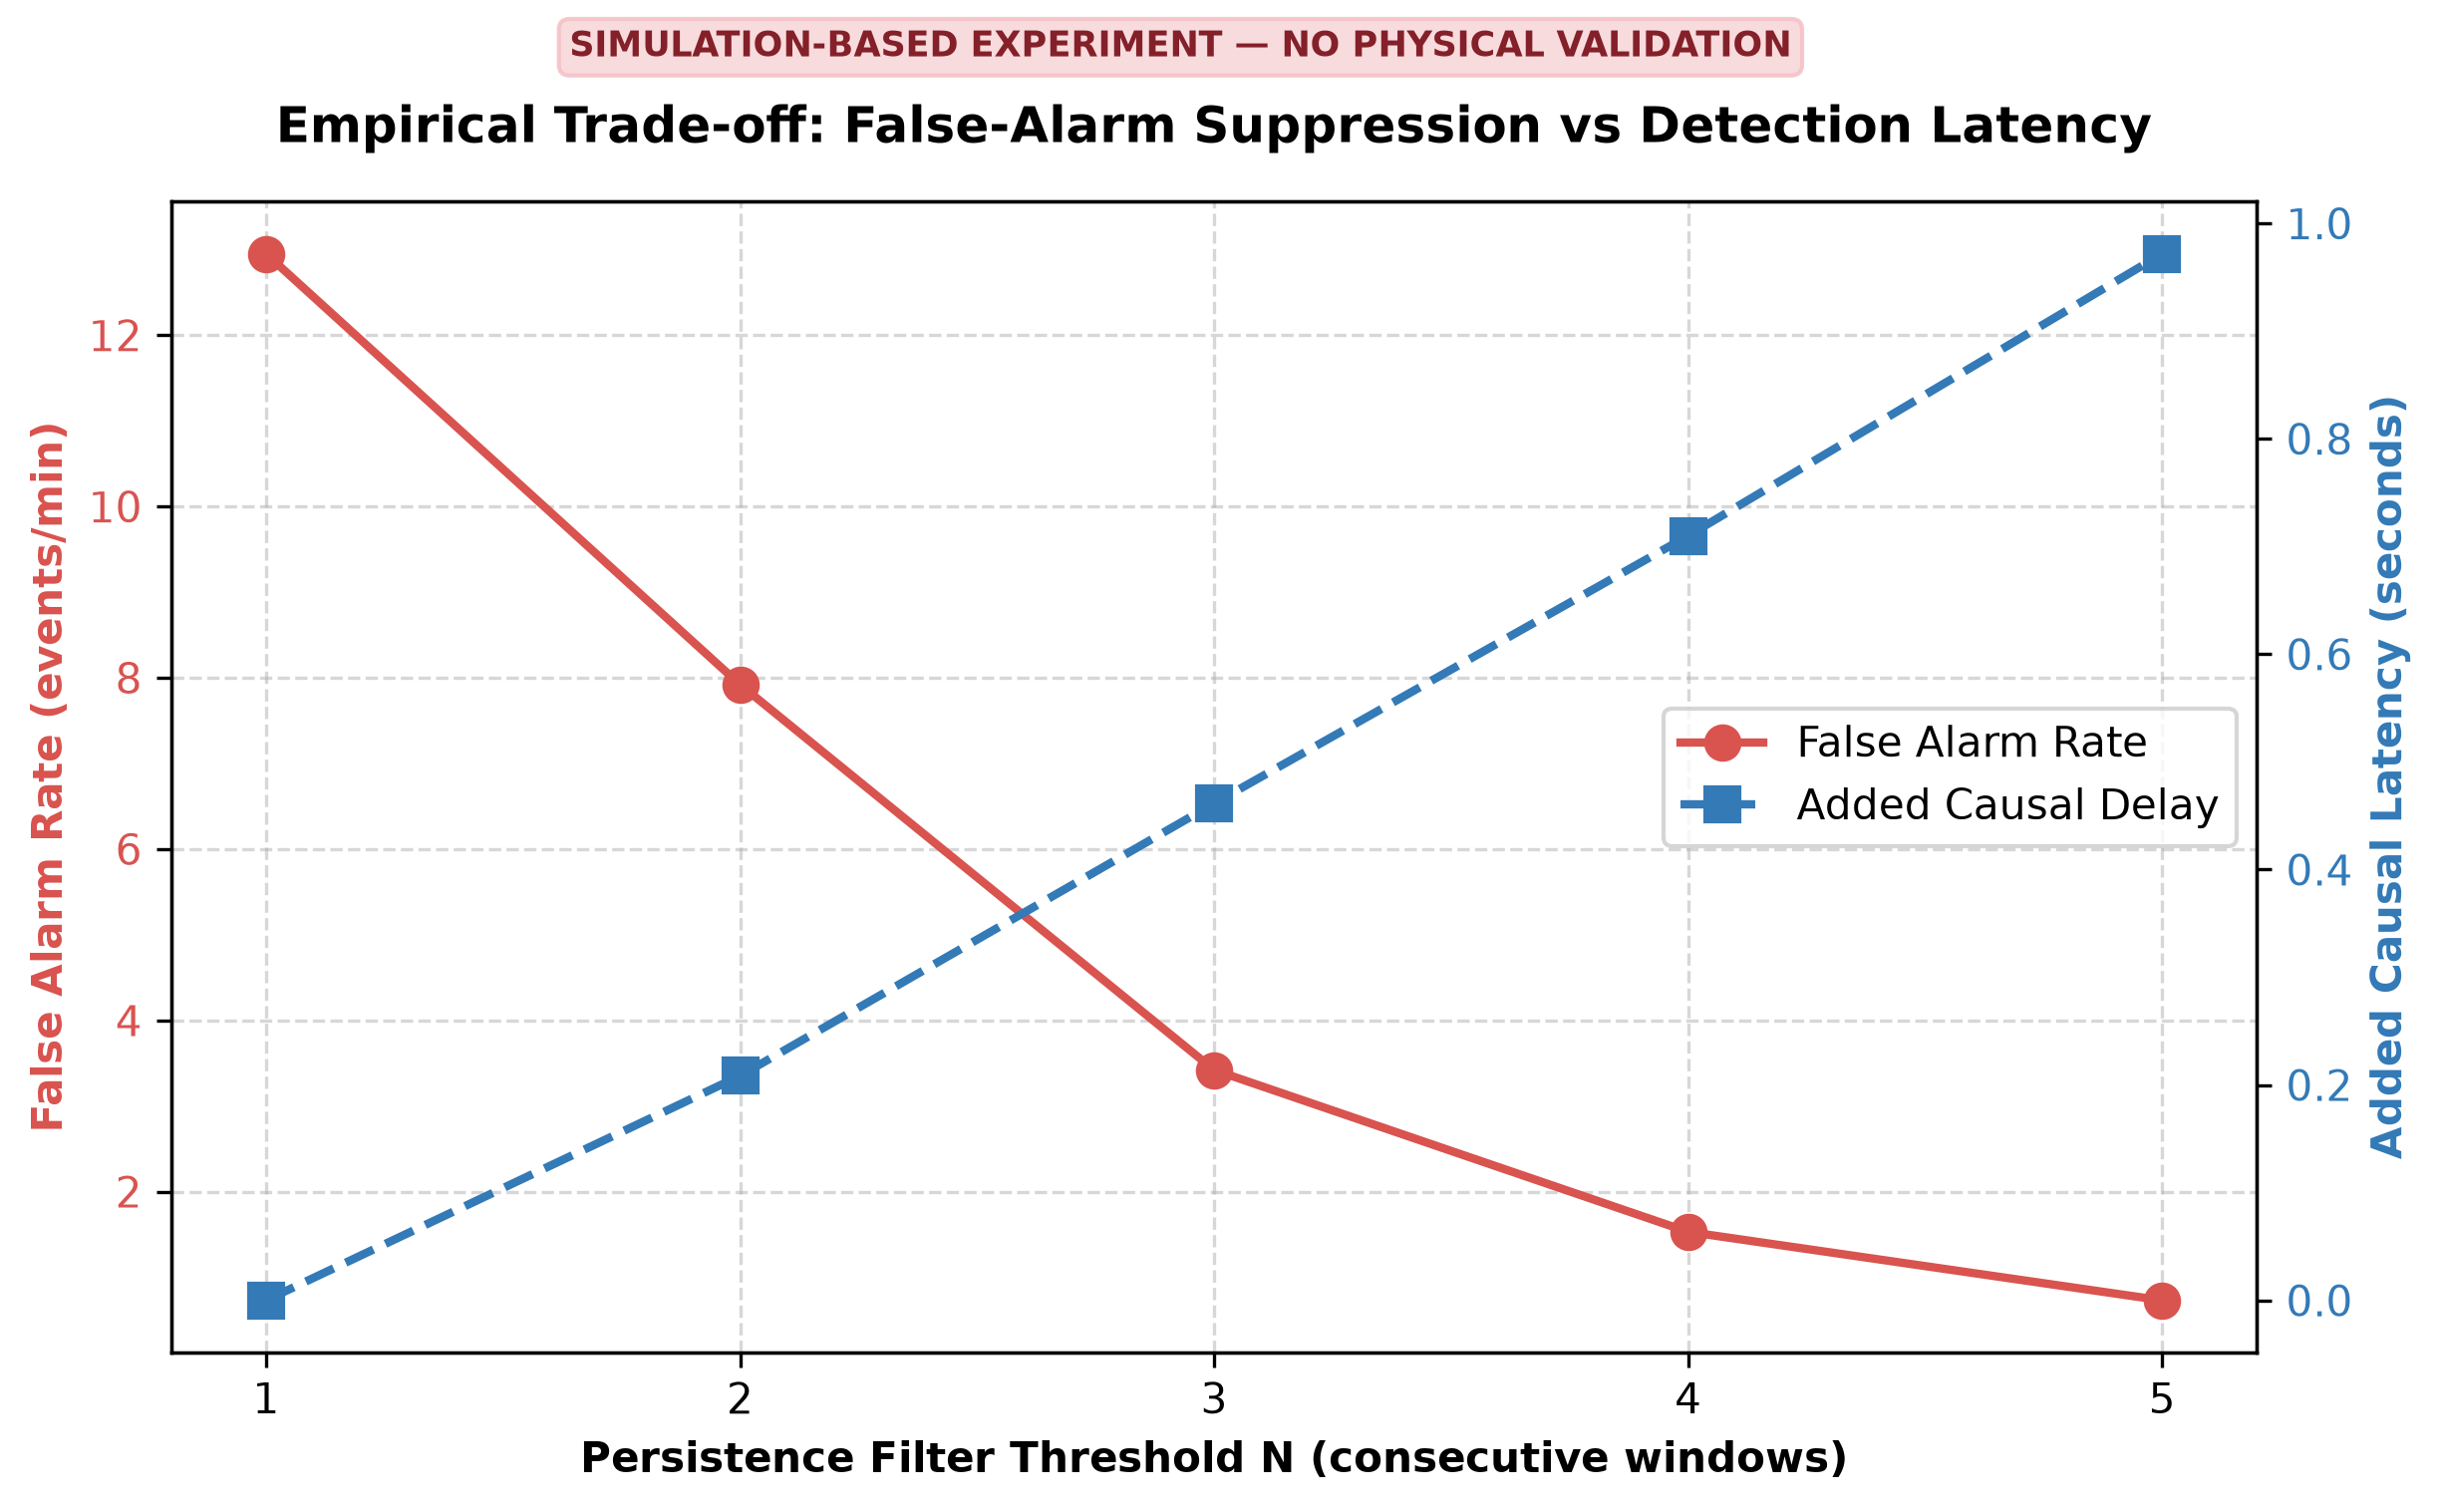 SIMULATION-BASED EXPERIMENT — NO PHYSICAL VALIDATION
Empirical Trade-off: False-Alarm Suppression vs Detection Latency
False Alarm Rate (events/min)
12
10
8
6
4
2
1.0
0.8
0.6
0.4
0.2
0.0
Added Causal Latency (seconds)
False Alarm Rate
Added Causal Delay
1 2 3 4 5
Persistence Filter Threshold N (consecutive windows)